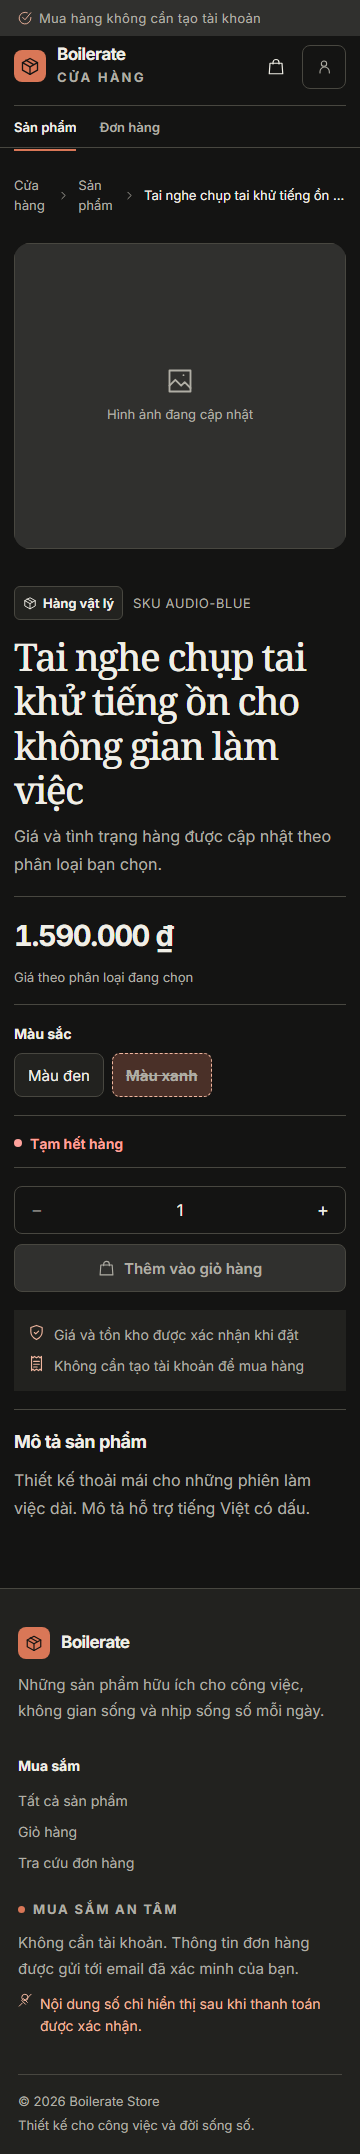 Mua hàng không cần tạo tài khoản
Boilerate
CỬA HÀNG
Sản phẩm Đơn hàng
Cửa hàng > Sản phẩm > Tai nghe chụp tai khử tiếng ồn ...
Hình ảnh đang cập nhật
Hàng vật lý SKU AUDIO-BLUE
Tai nghe chụp tai
khử tiếng ồn cho
không gian làm
việc
Giá và tình trạng hàng được cập nhật theo
phân loại bạn chọn.
1.590.000 ₫
Giá theo phân loại đang chọn
Màu sắc
Màu đen Màu xanh
Tạm hết hàng
− 1 +
Thêm vào giỏ hàng
Giá và tồn kho được xác nhận khi đặt
Không cần tạo tài khoản để mua hàng
Mô tả sản phẩm
Thiết kế thoải mái cho những phiên làm
việc dài. Mô tả hỗ trợ tiếng Việt có dấu.
Boilerate
Những sản phẩm hữu ích cho công việc,
không gian sống và nhịp sống số mỗi ngày.
Mua sắm
Tất cả sản phẩm
Giỏ hàng
Tra cứu đơn hàng
MUA SẮM AN TÂM
Không cần tài khoản. Thông tin đơn hàng
được gửi tới email đã xác minh của bạn.
Nội dung số chỉ hiển thị sau khi thanh toán
được xác nhận.
© 2026 Boilerate Store
Thiết kế cho công việc và đời sống số.